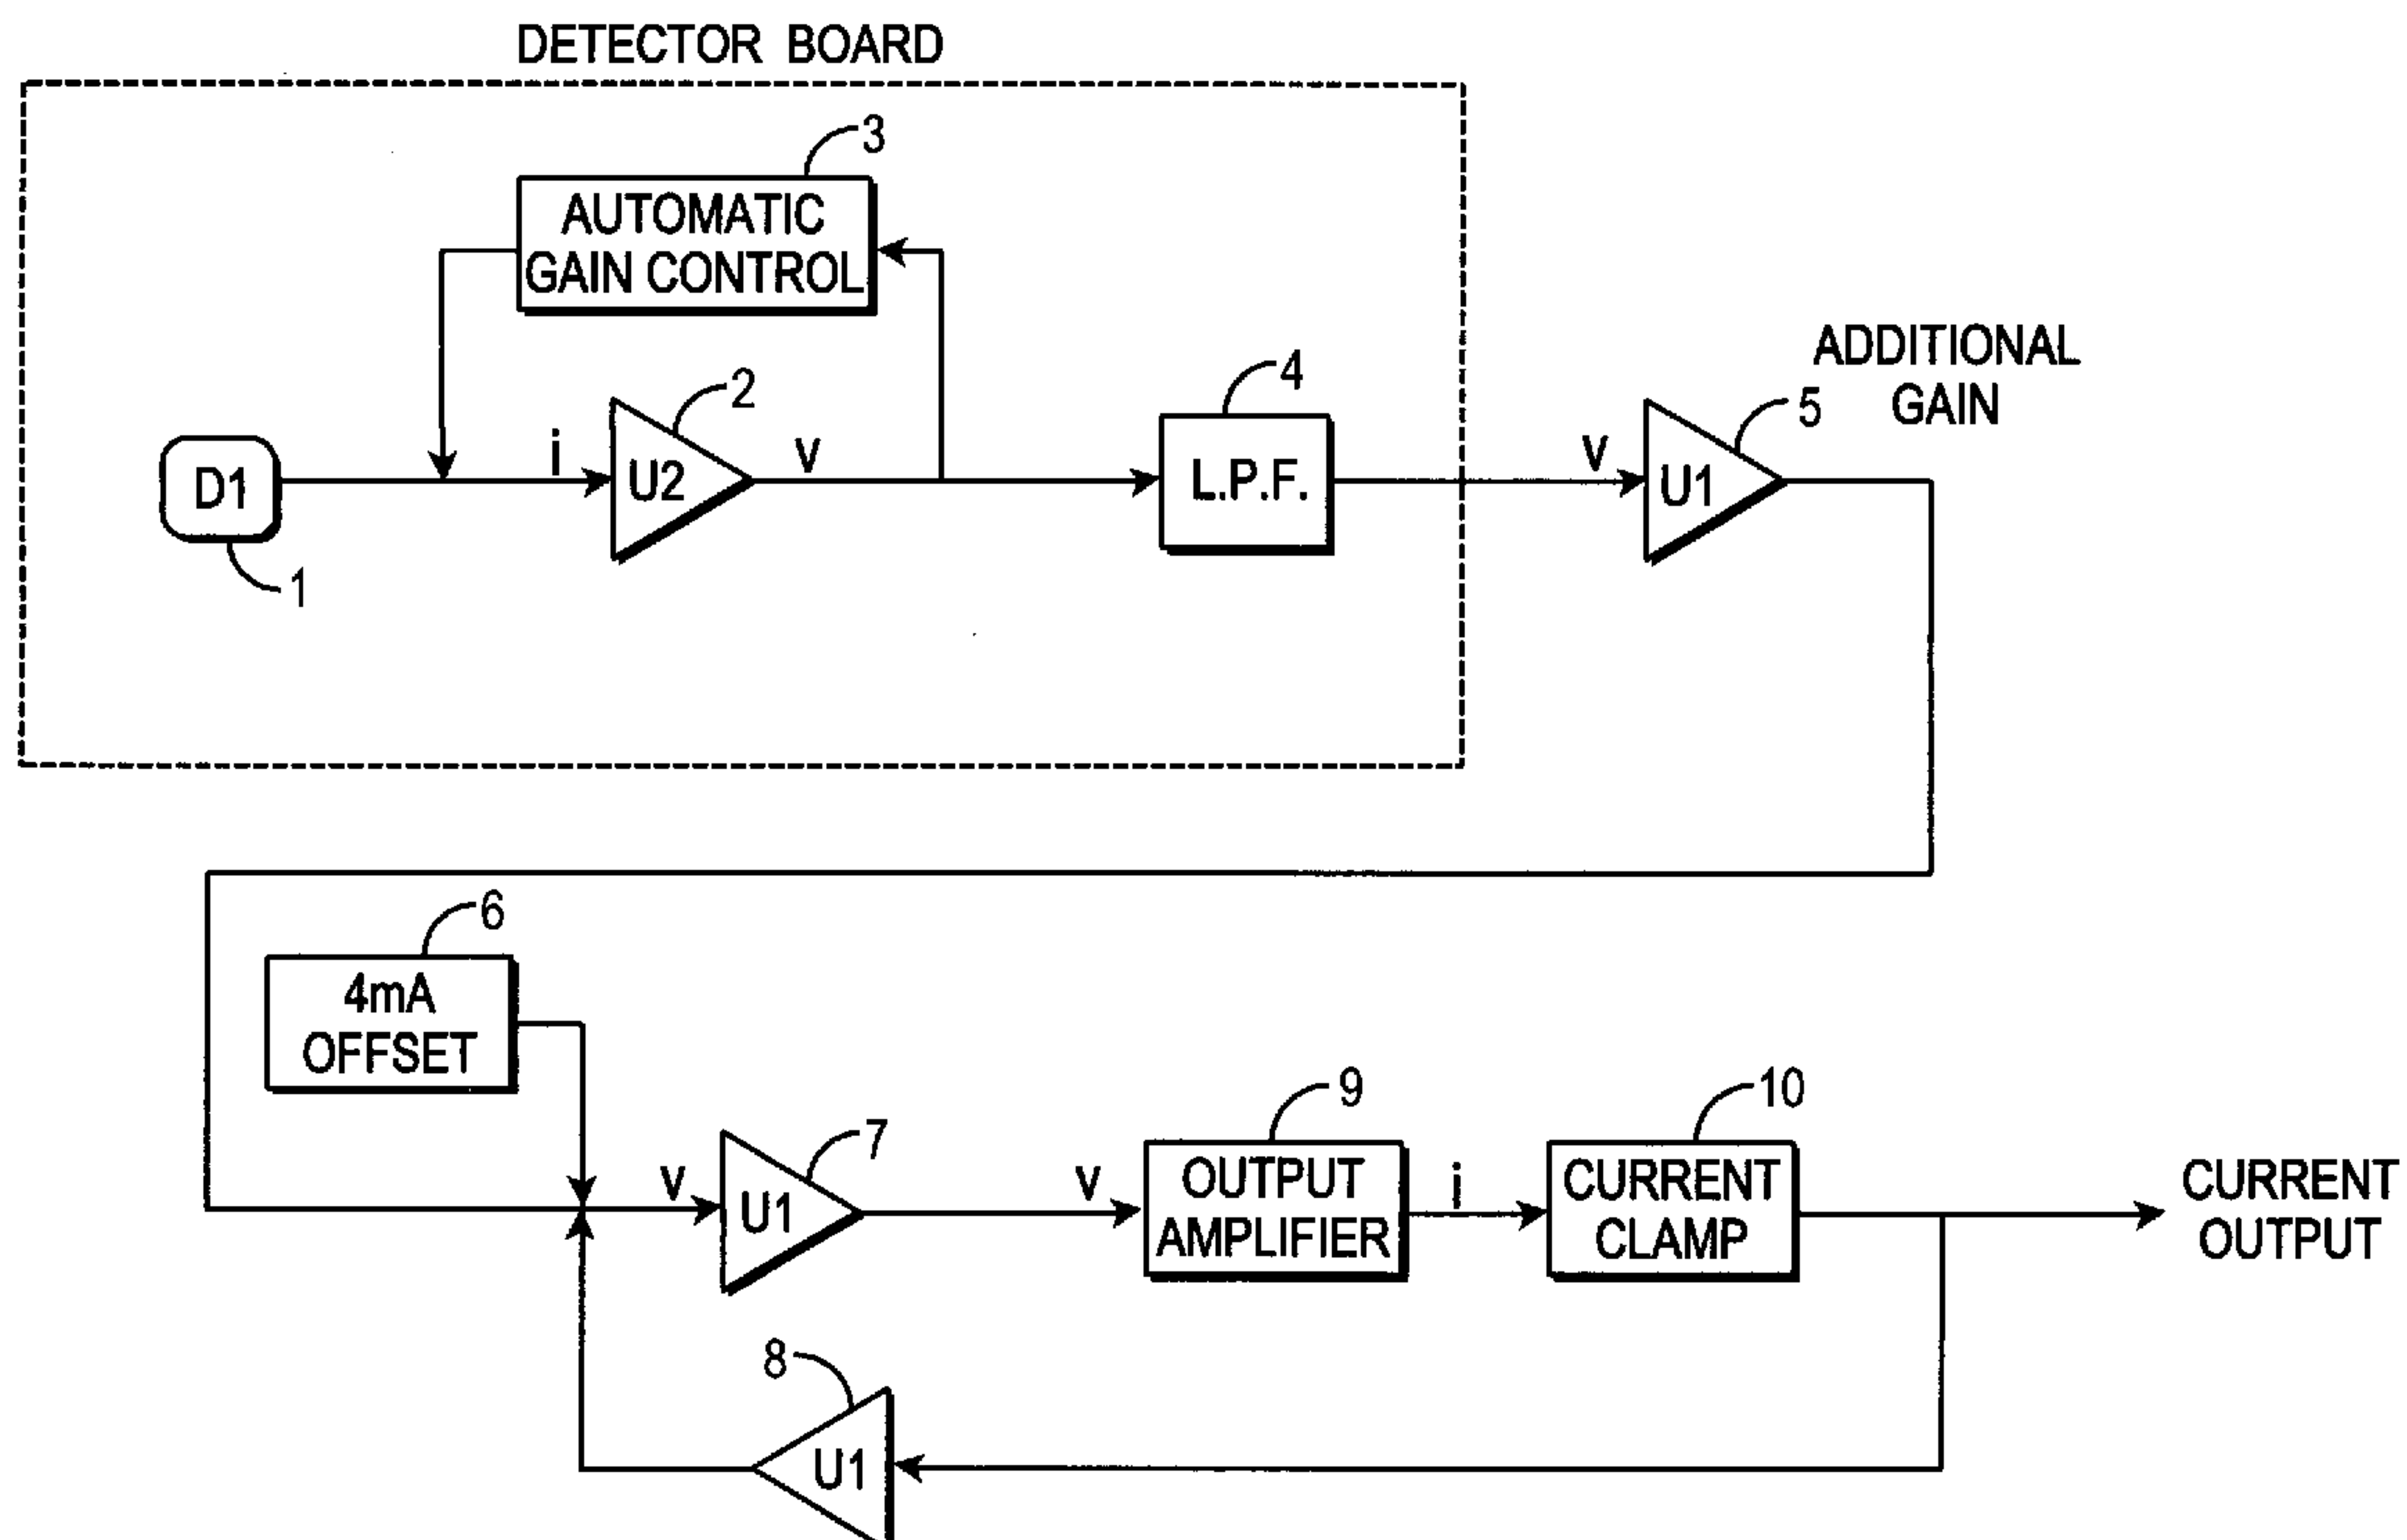 DETECTOR BOARD
3
AUTOMATIC
GAIN CONTROL
ADDITIONAL
GAIN
2
4
5
i
v
v
D1
U2
L.P.F.
U1
1
6
4mA
OFFSET
7
9
10
v
v
i
U1
OUTPUT
AMPLIFIER
CURRENT
CLAMP
CURRENT
OUTPUT
8
U1